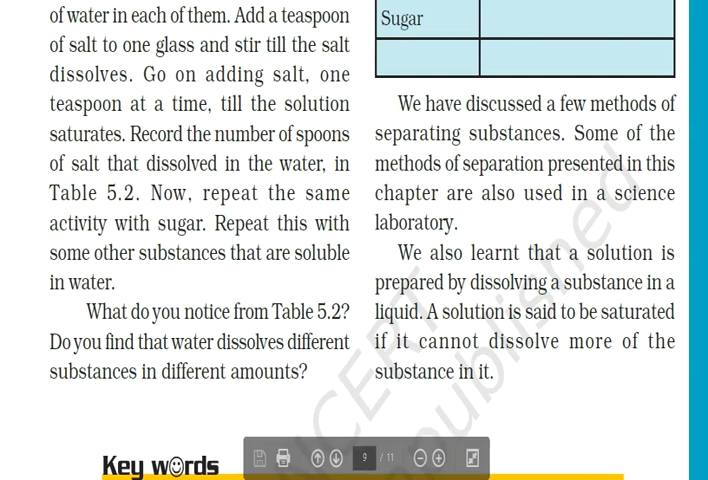 of water in each of them. Add a teaspoon
of salt to one glass and stir till the salt
dissolves. Go on adding salt, one
teaspoon at a time, till the solution
saturates. Record the number of spoons
of salt that dissolved in the water, in
Table 5.2. Now, repeat the same
activity with sugar. Repeat this with
some other substances that are soluble
in water.
What do you notice from Table 5.2?
Do you find that water dissolves different
substances in different amounts?
Sugar
We have discussed a few methods of
separating substances. Some of the
methods of separation presented in this
chapter are also used in a science
laboratory.
We also learnt that a solution is
prepared by dissolving a substance in a
liquid. A solution is said to be saturated
if it cannot dissolve more of the
substance in it.
NCERT
Key words
9 / 11